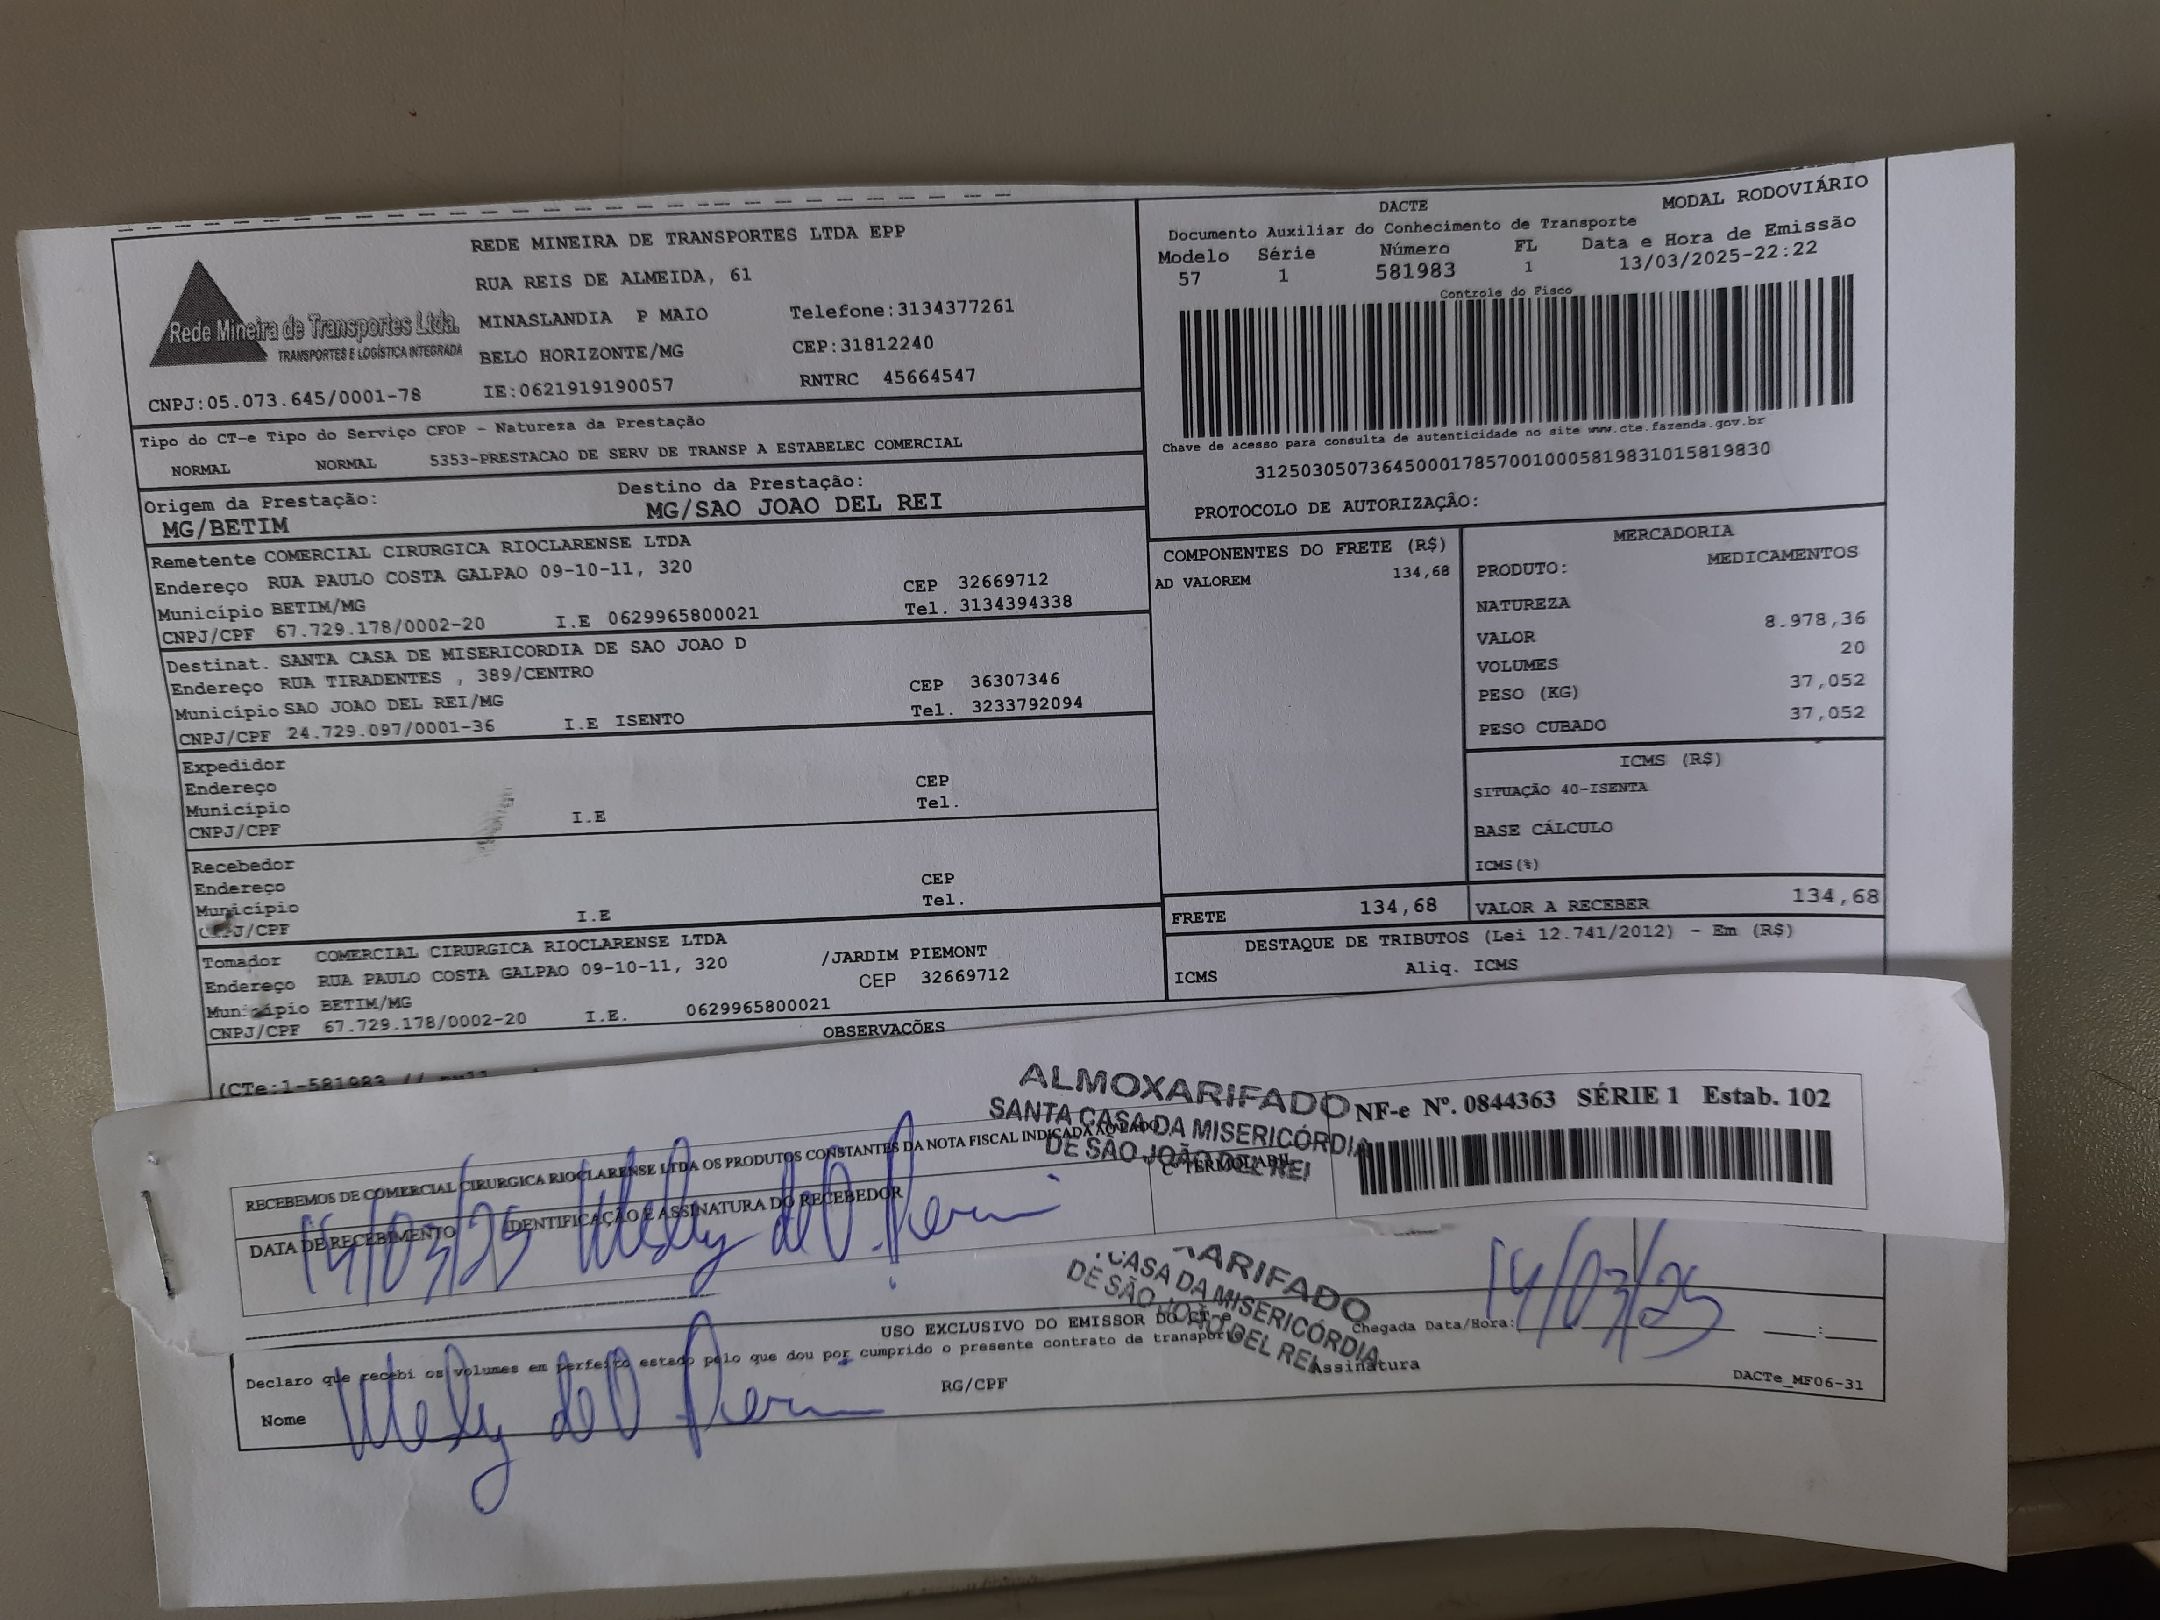 REDE MINEIRA DE TRANSPORTES LTDA EPP
RUA REIS DE ALMEIDA, 61
MINASLANDIA P MAIO Telefone:3134377261
BELO HORIZONTE/MG CEP:31812240
Rede Mineira de Transportes Ltda.
TRANSPORTES E LOGÍSTICA INTEGRADA
CNPJ:05.073.645/0001-78 IE:0621919190057 RNTRC 45664547
DACTE MODAL RODOVIÁRIO
Documento Auxiliar do Conhecimento de Transporte
Modelo Série Número FL Data e Hora de Emissão
57 1 581983 1 13/03/2025-22:22
Controle do Fisco
Chave de acesso para consulta de autenticidade no site www.cte.fazenda.gov.br
31250305073645000178570010005819831015819830
PROTOCOLO DE AUTORIZAÇÃO:
Tipo do CT-e Tipo do Serviço CFOP - Natureza da Prestação
NORMAL NORMAL 5353-PRESTACAO DE SERV DE TRANSP A ESTABELEC COMERCIAL
Origem da Prestação: Destino da Prestação:
MG/BETIM MG/SAO JOAO DEL REI
Remetente COMERCIAL CIRURGICA RIOCLARENSE LTDA
Endereço RUA PAULO COSTA GALPAO 09-10-11, 320 CEP 32669712
Município BETIM/MG Tel. 3134394338
CNPJ/CPF 67.729.178/0002-20 I.E 0629965800021
Destinat. SANTA CASA DE MISERICORDIA DE SAO JOAO D
Endereço RUA TIRADENTES , 389/CENTRO CEP 36307346
Município SAO JOAO DEL REI/MG Tel. 3233792094
CNPJ/CPF 24.729.097/0001-36 I.E ISENTO
Expedidor
Endereço CEP
Município Tel.
CNPJ/CPF I.E
Recebedor
Endereço CEP
Município Tel.
CNPJ/CPF I.E
Tomador COMERCIAL CIRURGICA RIOCLARENSE LTDA /JARDIM PIEMONT
Endereço RUA PAULO COSTA GALPAO 09-10-11, 320 CEP 32669712
Município BETIM/MG
CNPJ/CPF 67.729.178/0002-20 I.E. 0629965800021
COMPONENTES DO FRETE (R$)
AD VALOREM 134,68
MERCADORIA
PRODUTO: MEDICAMENTOS
NATUREZA
VALOR 8.978,36
VOLUMES 20
PESO (KG) 37,052
PESO CUBADO 37,052
ICMS (R$)
SITUAÇÃO 40-ISENTA
BASE CÁLCULO
ICMS(%)
FRETE 134,68 VALOR A RECEBER 134,68
DESTAQUE DE TRIBUTOS (Lei 12.741/2012) - Em (R$)
ICMS Aliq. ICMS
OBSERVACÕES
(CTe:1-581983 //
ALMOXARIFADO
SANTA CASA DA MISERICÓRDIA
DE SÃO JOÃO DEL REI
NF-e Nº. 0844363 SÉRIE 1 Estab. 102
RECEBEMOS DE COMERCIAL CIRURGICA RIOCLARENSE LTDA OS PRODUTOS CONSTANTES DA NOTA FISCAL INDICADA AO LADO
DATA DE RECEBIMENTO IDENTIFICAÇÃO E ASSINATURA DO RECEBEDOR
14/03/25
ARIFADO
CASA DA MISERICÓRDIA
DE SÃO JOÃO DEL REI
USO EXCLUSIVO DO EMISSOR DO CT-e
Chegada Data/Hora: 14/03/25 :
Declaro que recebi os volumes em perfeito estado pelo que dou por cumprido o presente contrato de transporte
Assinatura
Nome RG/CPF
DACTe_MF06-31